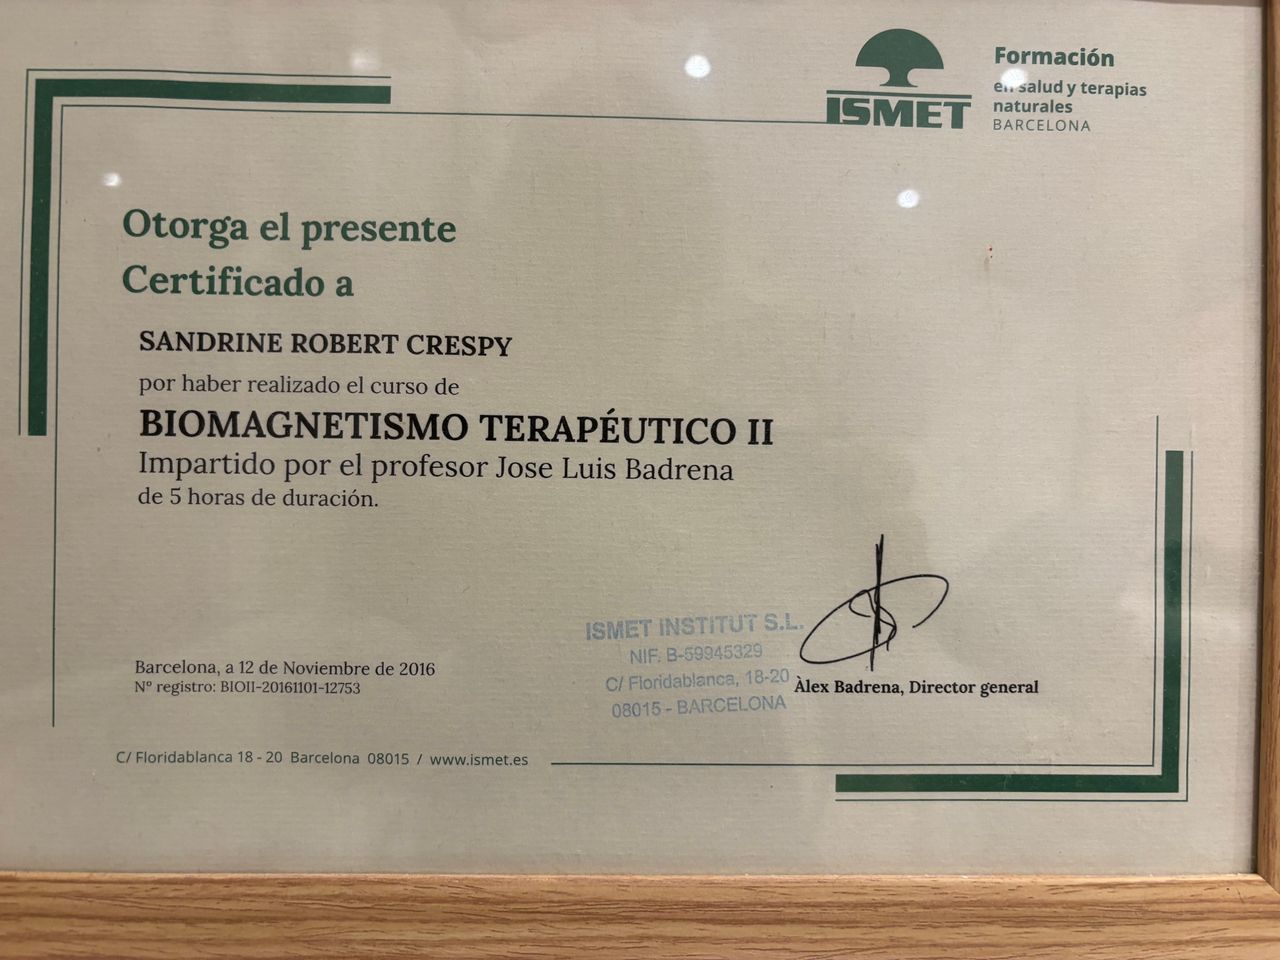 ISMET
Formación
en salud y terapias
naturales
BARCELONA
Otorga el presente
Certificado a
SANDRINE ROBERT CRESPY
por haber realizado el curso de
BIOMAGNETISMO TERAPÉUTICO II
Impartido por el profesor Jose Luis Badrena
de 5 horas de duración.
ISMET INSTITUT S.L.
NIF. B-59945329
C/ Floridablanca, 18-20
08015 - BARCELONA
Àlex Badrena, Director general
Barcelona, a 12 de Noviembre de 2016
Nº registro: BIOII-20161101-12753
C/ Floridablanca 18 - 20 Barcelona 08015 / www.ismet.es